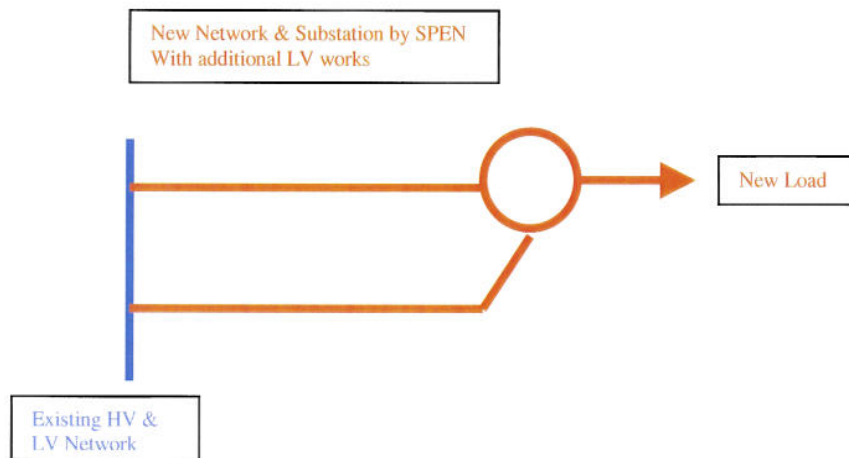 New Network & Substation by SPEN
With additional LV works
New Load
Existing HV &
LV Network